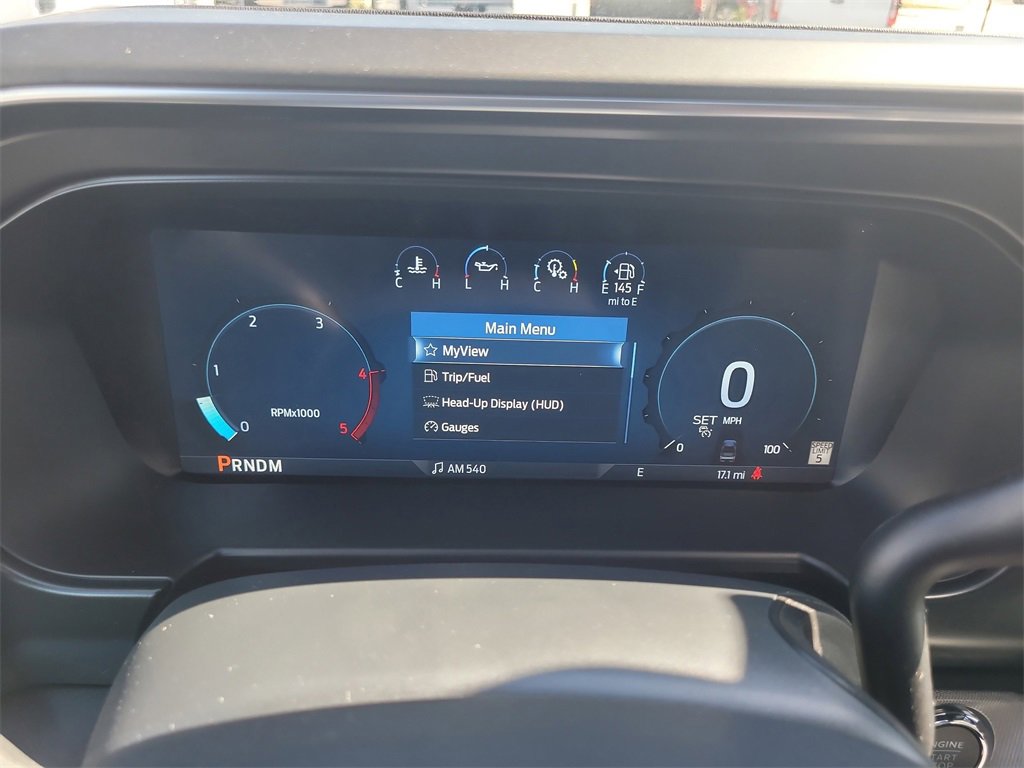 C H
L H
C H
E 145 F
mi to E
Main Menu
MyView
Trip/Fuel
Head-Up Display (HUD)
Gauges
0
1
2
3
4
5
RPMx1000
0
SET MPH
0
100
SPEED
LIMIT
5
PRNDM
AM 540
E
17.1 mi
ENGINE
START
STOP